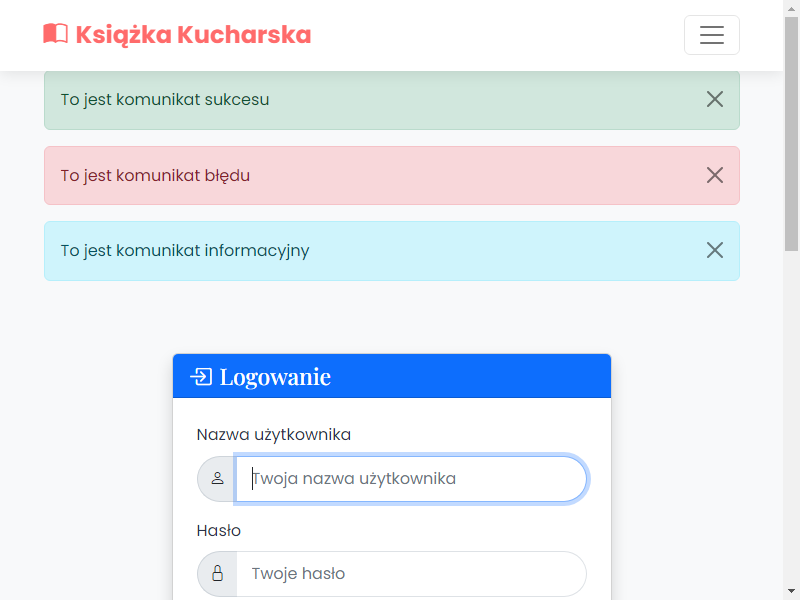 Książka Kucharska
To jest komunikat sukcesu
To jest komunikat błędu
To jest komunikat informacyjny
Logowanie
Nazwa użytkownika
Twoja nazwa użytkownika
Hasło
Twoje hasło